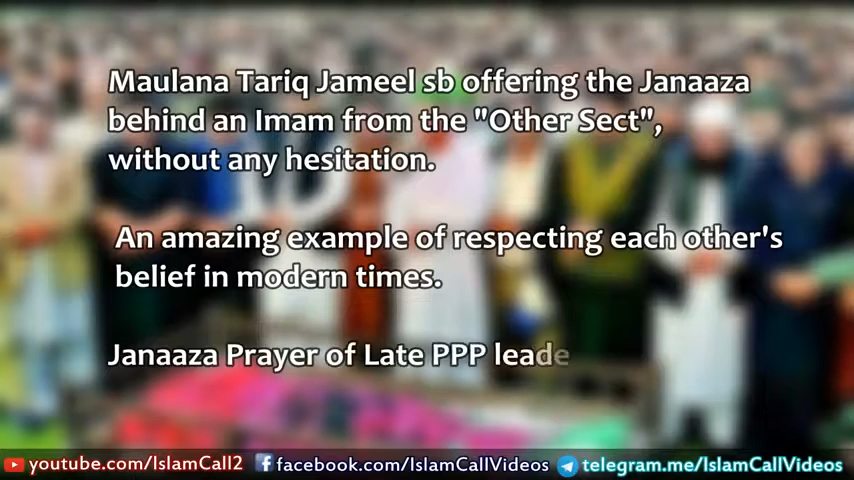 Maulana Tariq Jameel sb offering the Janaaza
behind an Imam from the "Other Sect",
without any hesitation.
An amazing example of respecting each other's
belief in modern times.
Janaaza Prayer of Late PPP leade
youtube.com/IslamCall2 facebook.com/IslamCallVideos telegram.me/IslamCallVideos